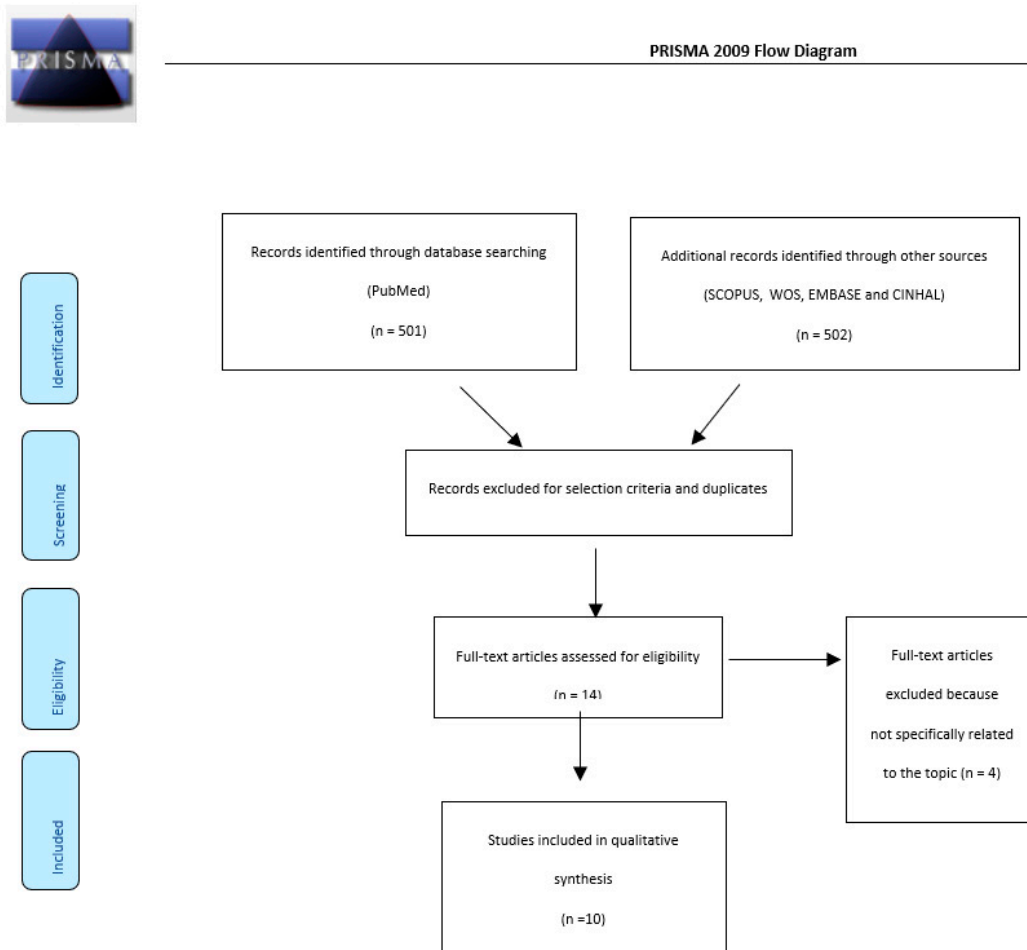 PRISMA
PRISMA 2009 Flow Diagram
Records identified through database searching
(PubMed)
(n = 501)
Additional records identified through other sources
(SCOPUS, WOS, EMBASE and CINHAL)
(n = 502)
Identification
Records excluded for selection criteria and duplicates
Screening
Full-text articles assessed for eligibility
(n = 14)
Full-text articles
excluded because
not specifically related
to the topic (n = 4)
Eligibility
Studies included in qualitative
synthesis
(n =10)
Included